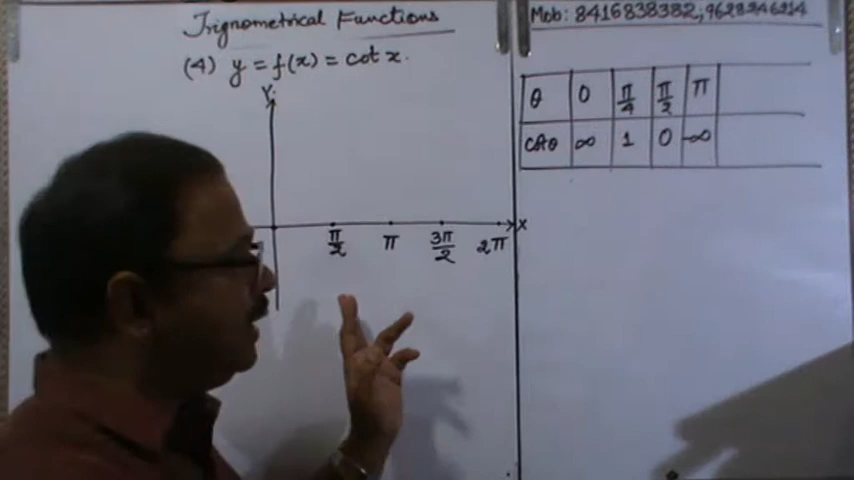 Trignometrical Functions
(4) y = f(x) = cot x.
Y
π/2 π 3π/2 2π X
Mob: 8416838382, 9628946214
θ 0 π/4 π/2 π
cotθ ∞ 1 0 -∞